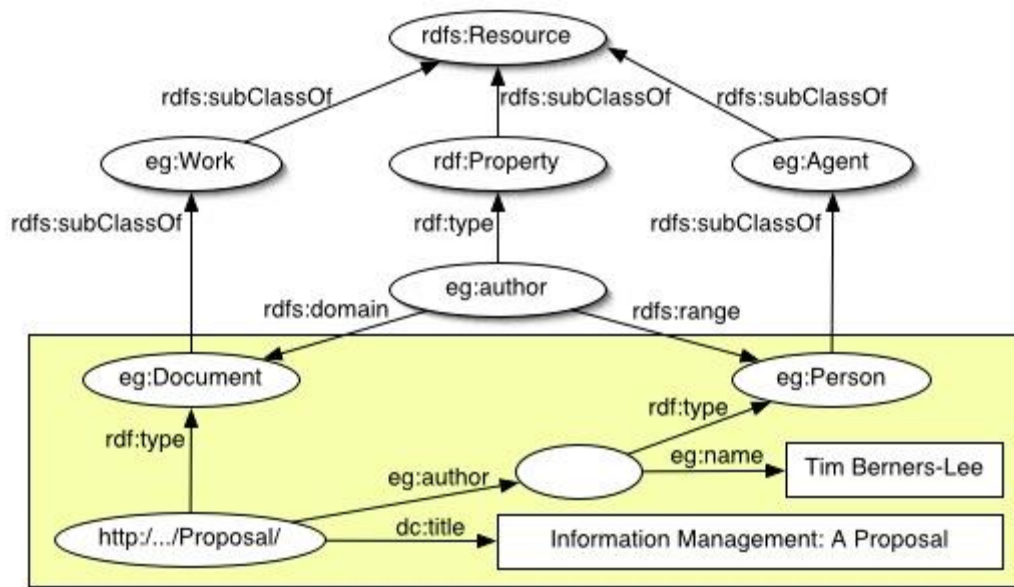 rdfs:Resource
rdfs:subClassOf rdfs:subClassOf rdfs:subClassOf
eg:Work rdf:Property eg:Agent
rdfs:subClassOf rdf:type rdfs:subClassOf
eg:author
rdfs:domain rdfs:range
eg:Document eg:Person
rdf:type rdf:type
eg:author eg:name Tim Berners-Lee
http:/.../Proposal/ dc:title Information Management: A Proposal